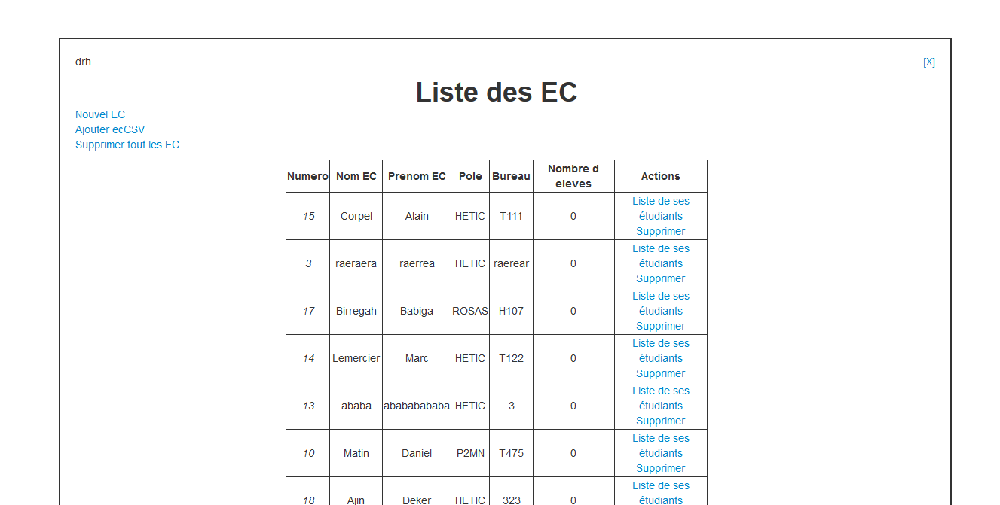 drh
[X]
Liste des EC
Nouvel EC
Ajouter ecCSV
Supprimer tout les EC
Numero Nom EC Prenom EC Pole Bureau Nombre d eleves Actions
15 Corpel Alain HETIC T111 0 Liste de ses étudiants Supprimer
3 raeraera raerrea HETIC raerear 0 Liste de ses étudiants Supprimer
17 Birregah Babiga ROSAS H107 0 Liste de ses étudiants Supprimer
14 Lemercier Marc HETIC T122 0 Liste de ses étudiants Supprimer
13 ababa abababababa HETIC 3 0 Liste de ses étudiants Supprimer
10 Matin Daniel P2MN T475 0 Liste de ses étudiants Supprimer
18 Ajin Deker HETIC 323 0 Liste de ses étudiants